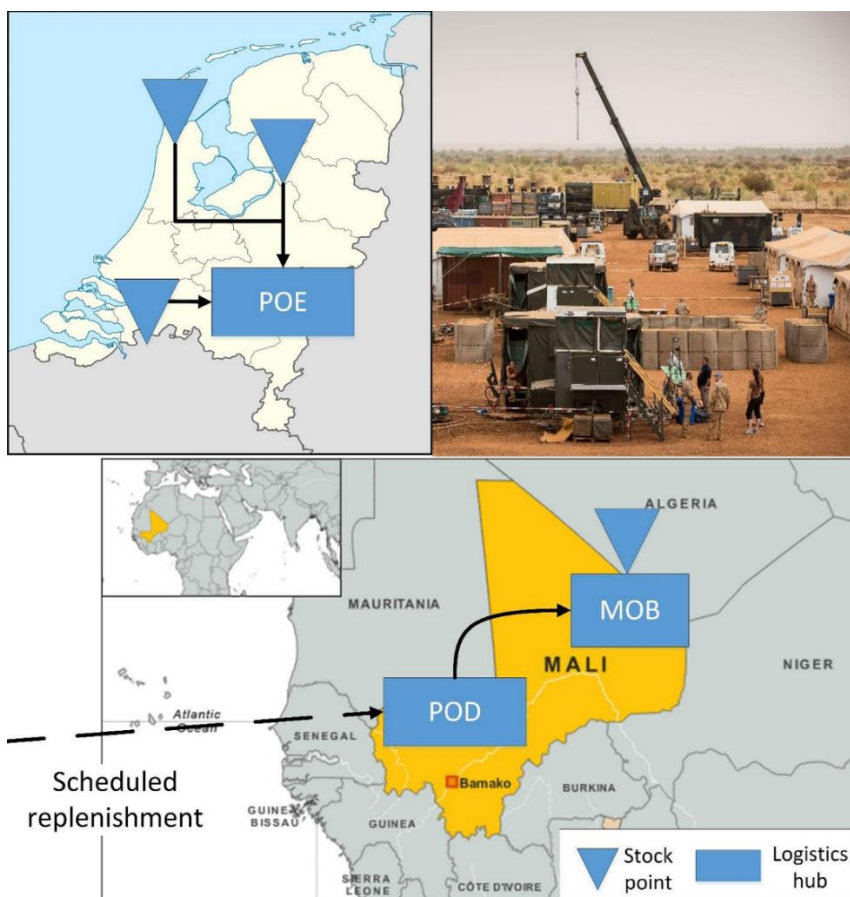 POE
ALGERIA
MAURITANIA
MOB
MALI
NIGER
POD
Atlantic
Ocean
SENEGAL
Scheduled
replenishment
Bamako
BURKINA
GUINEA
BISSAU
GUINEA
SIERRA
LEONE
CÔTE D'IVOIRE
Stock
point
Logistics
hub